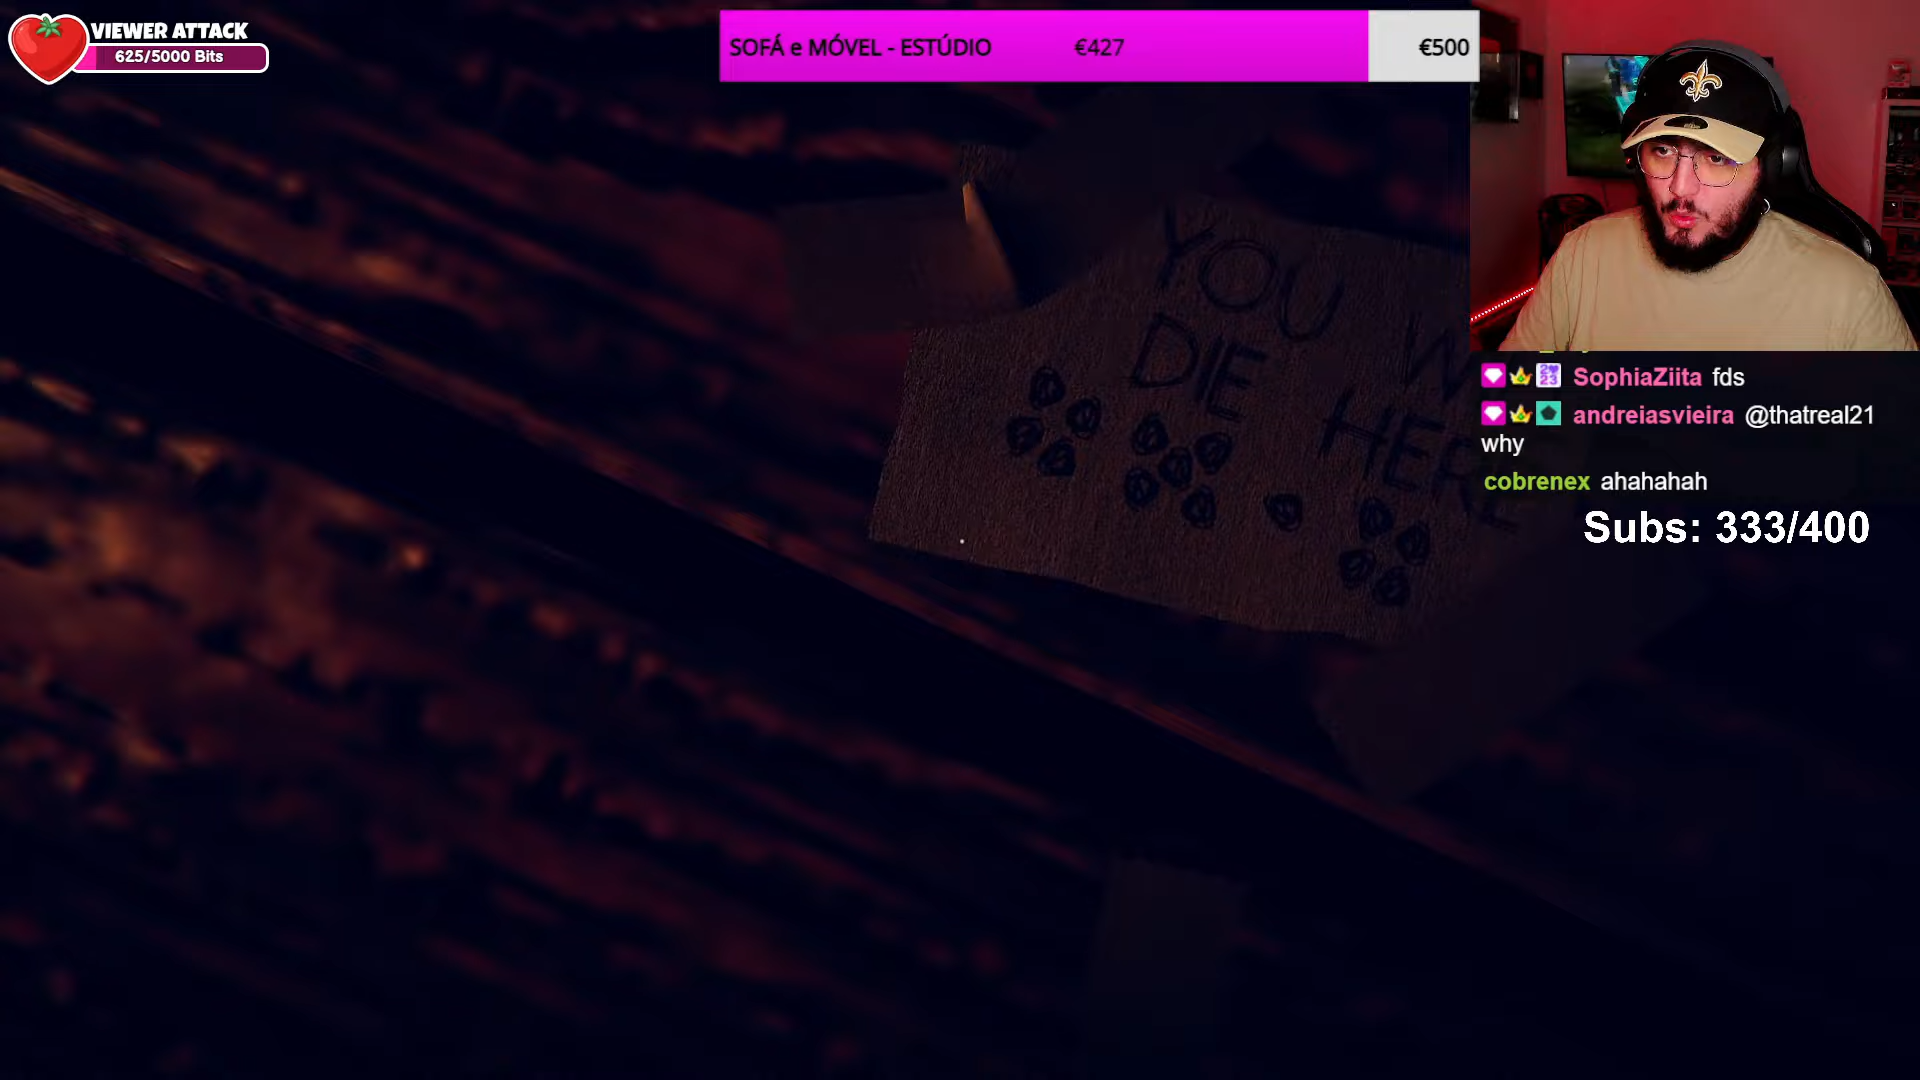 VIEWER ATTACK
625/5000 Bits
SOFÁ e MÓVEL - ESTÚDIO €427 €500
YOU W
DIE HERE
SophiaZiita fds
andreiasvieira @thatreal21
why
cobrenex ahahahah
Subs: 333/400